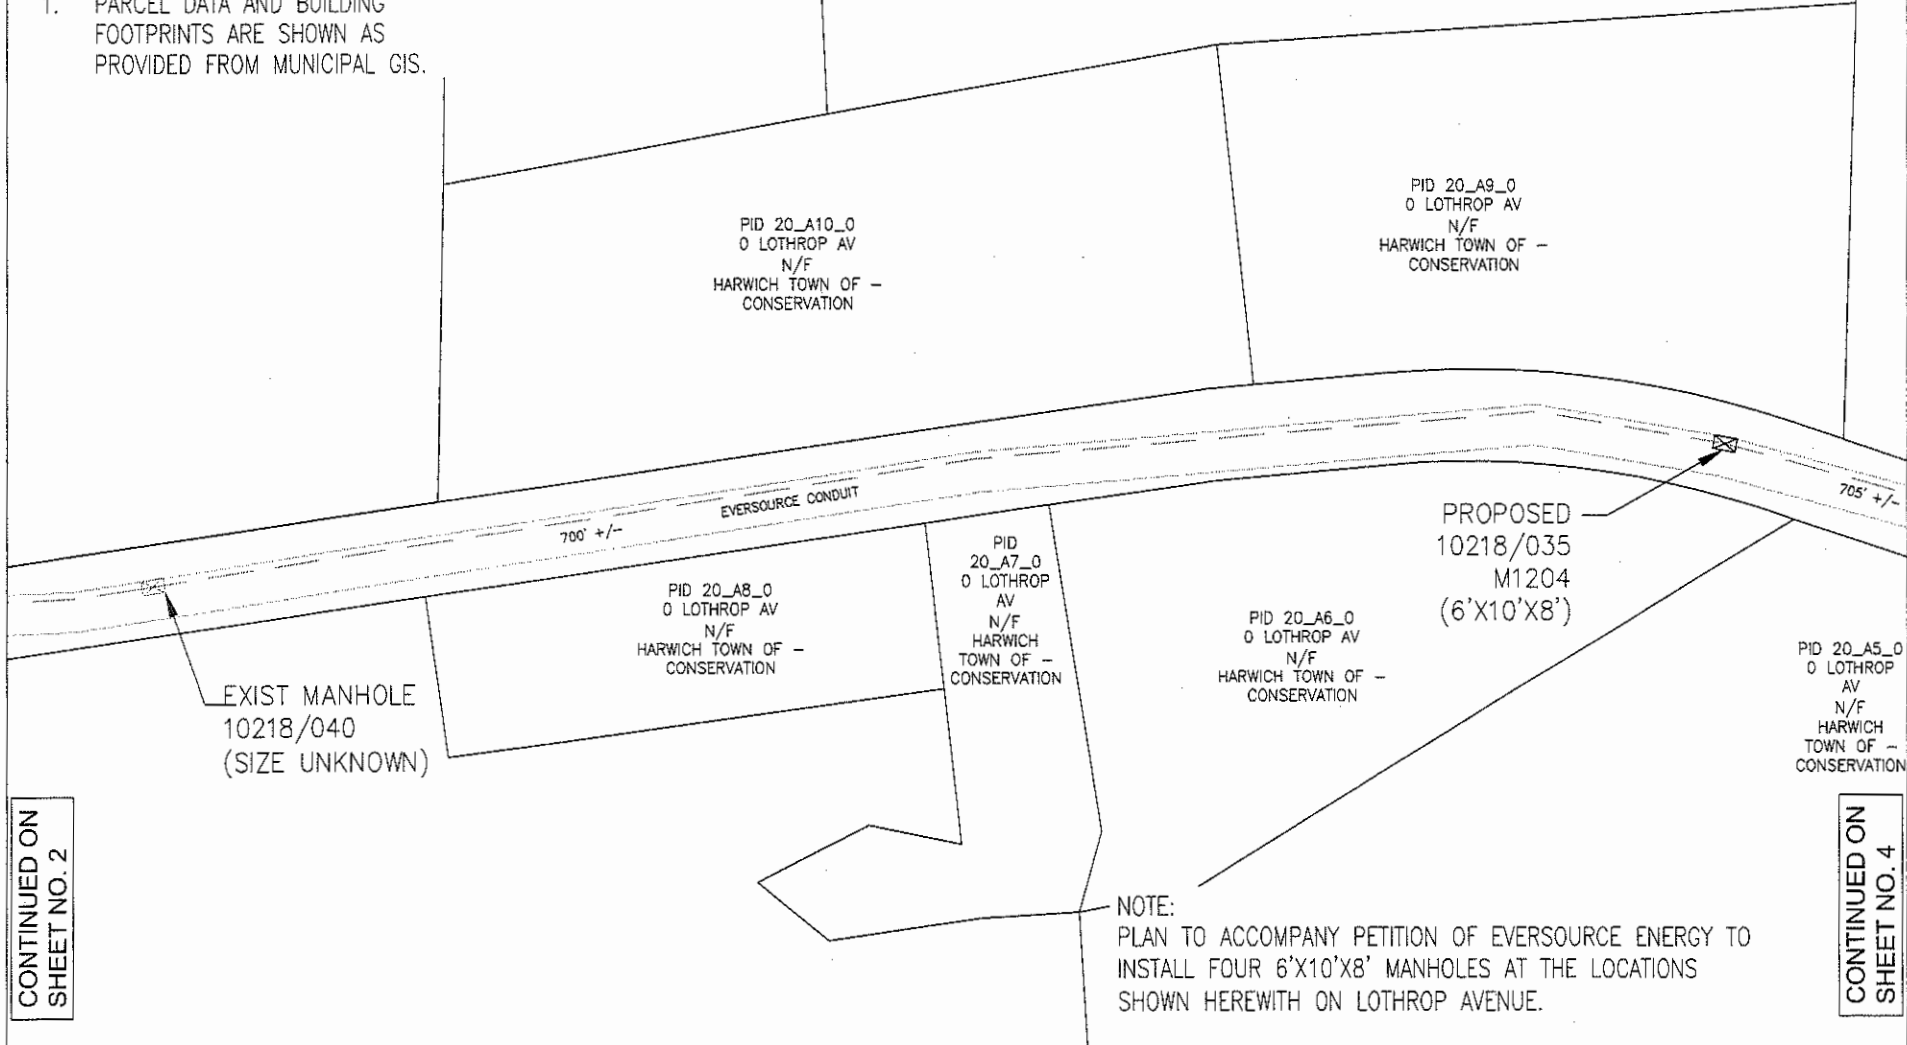 1. PARCEL DATA AND BUILDING
FOOTPRINTS ARE SHOWN AS
PROVIDED FROM MUNICIPAL GIS.
PID 20_A10_0
0 LOTHROP AV
N/F
HARWICH TOWN OF -
CONSERVATION
PID 20_A9_0
0 LOTHROP AV
N/F
HARWICH TOWN OF -
CONSERVATION
EVERSOURCE CONDUIT
700' +/-
705' +/-
PROPOSED
10218/035
M1204
(6'X10'X8')
EXIST MANHOLE
10218/040
(SIZE UNKNOWN)
PID 20_A8_0
0 LOTHROP AV
N/F
HARWICH TOWN OF -
CONSERVATION
PID
20_A7_0
0 LOTHROP
AV
N/F
HARWICH
TOWN OF -
CONSERVATION
PID 20_A6_0
0 LOTHROP AV
N/F
HARWICH TOWN OF -
CONSERVATION
PID 20_A5_0
0 LOTHROP
AV
N/F
HARWICH
TOWN OF -
CONSERVATION
CONTINUED ON
SHEET NO. 2
NOTE:
PLAN TO ACCOMPANY PETITION OF EVERSOURCE ENERGY TO
INSTALL FOUR 6'X10'X8' MANHOLES AT THE LOCATIONS
SHOWN HEREWITH ON LOTHROP AVENUE.
CONTINUED ON
SHEET NO. 4